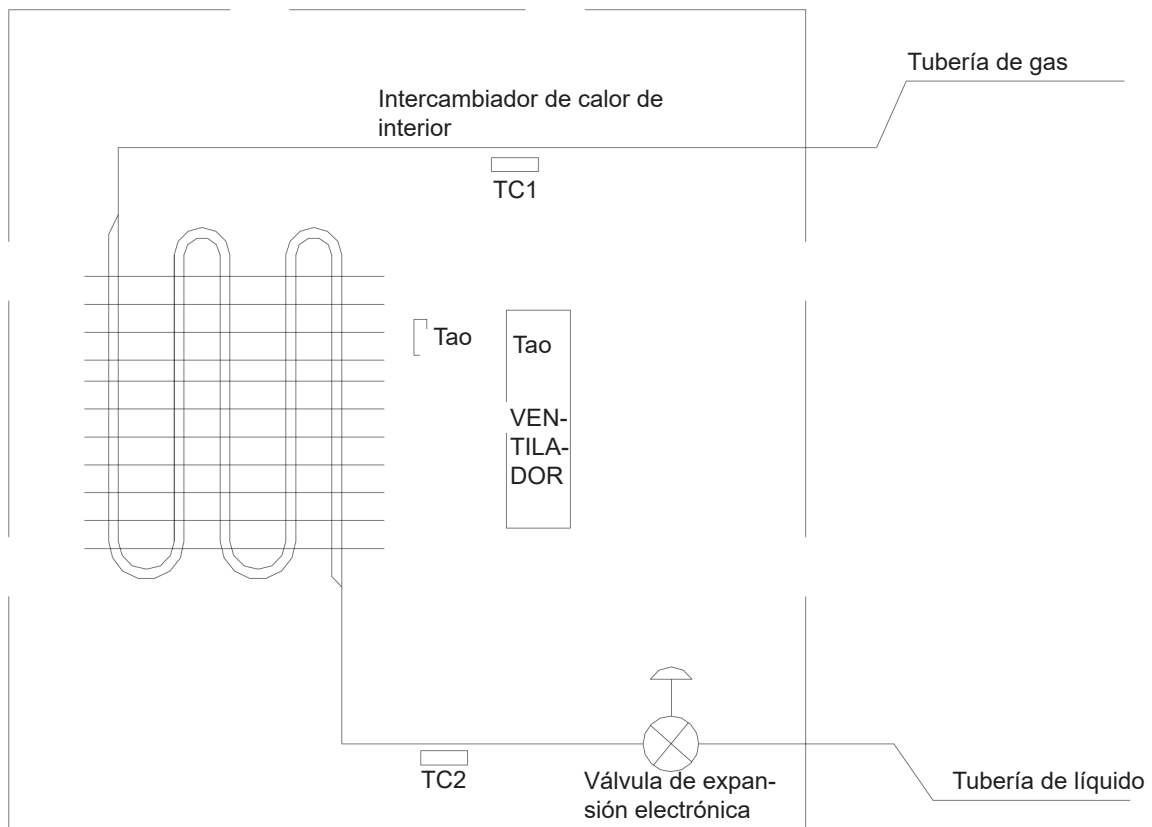 Tubería de gas
Intercambiador de calor de
interior
TC1
Tao
Tao
VEN-
TILA-
DOR
TC2
Válvula de expan-
sión electrónica
Tubería de líquido